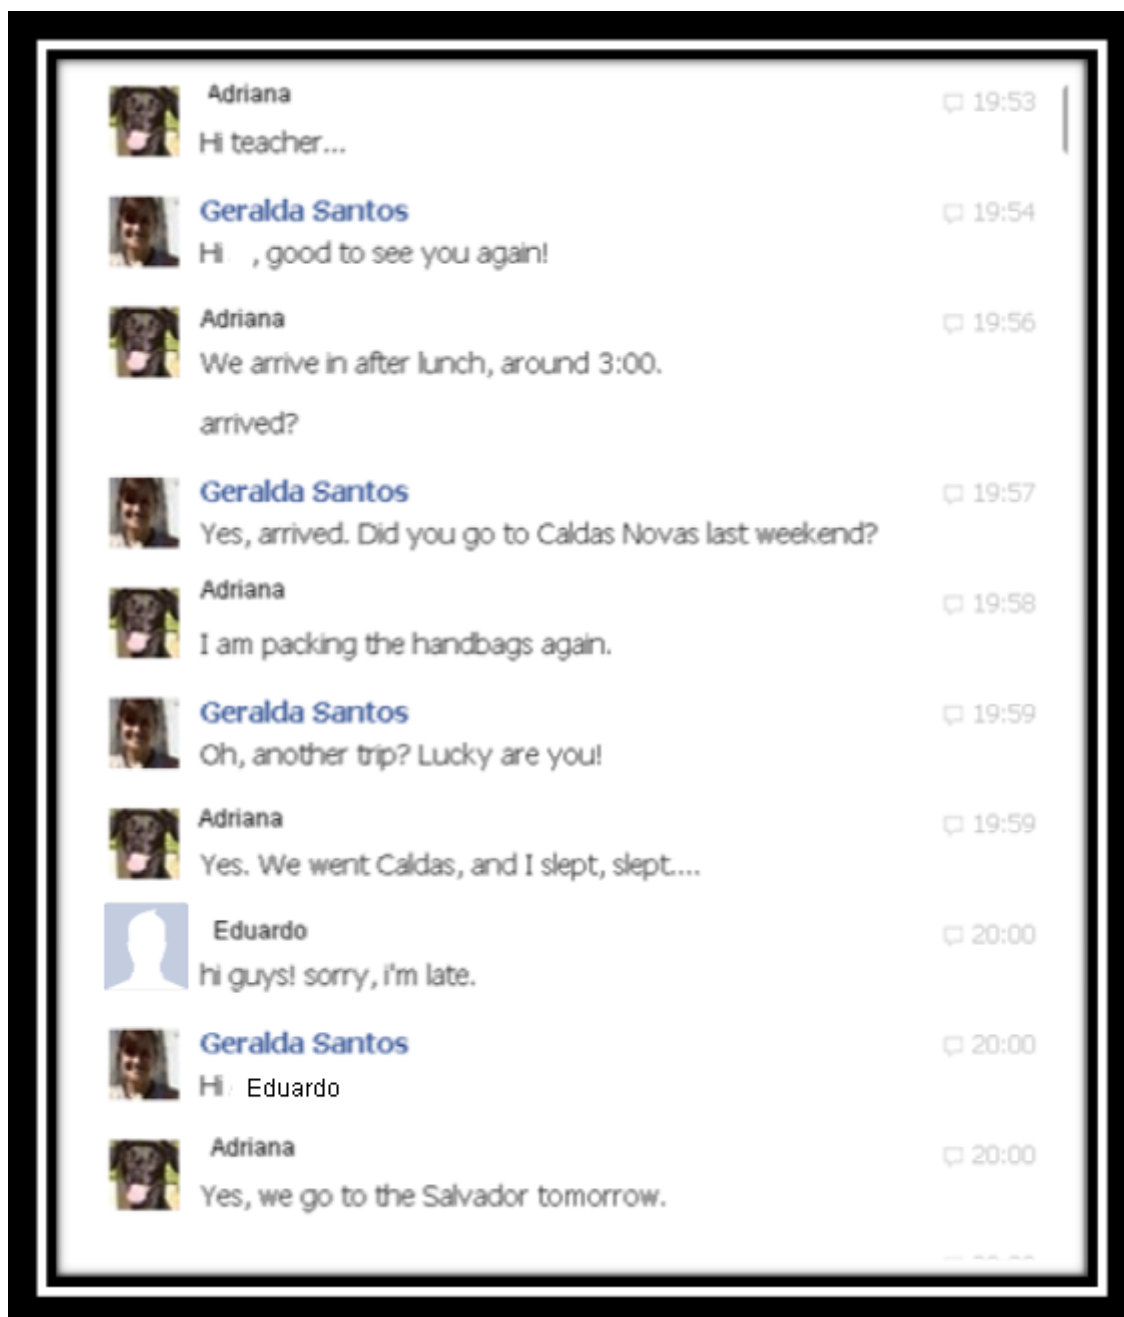 Adriana 19:53
Hi teacher...
Geralda Santos 19:54
Hi , good to see you again!
Adriana 19:56
We arrive in after lunch, around 3:00.
arrived?
Geralda Santos 19:57
Yes, arrived. Did you go to Caldas Novas last weekend?
Adriana 19:58
I am packing the handbags again.
Geralda Santos 19:59
Oh, another trip? Lucky are you!
Adriana 19:59
Yes. We went Caldas, and I slept, slept....
Eduardo 20:00
hi guys! sorry, i'm late.
Geralda Santos 20:00
Hi Eduardo
Adriana 20:00
Yes, we go to the Salvador tomorrow.